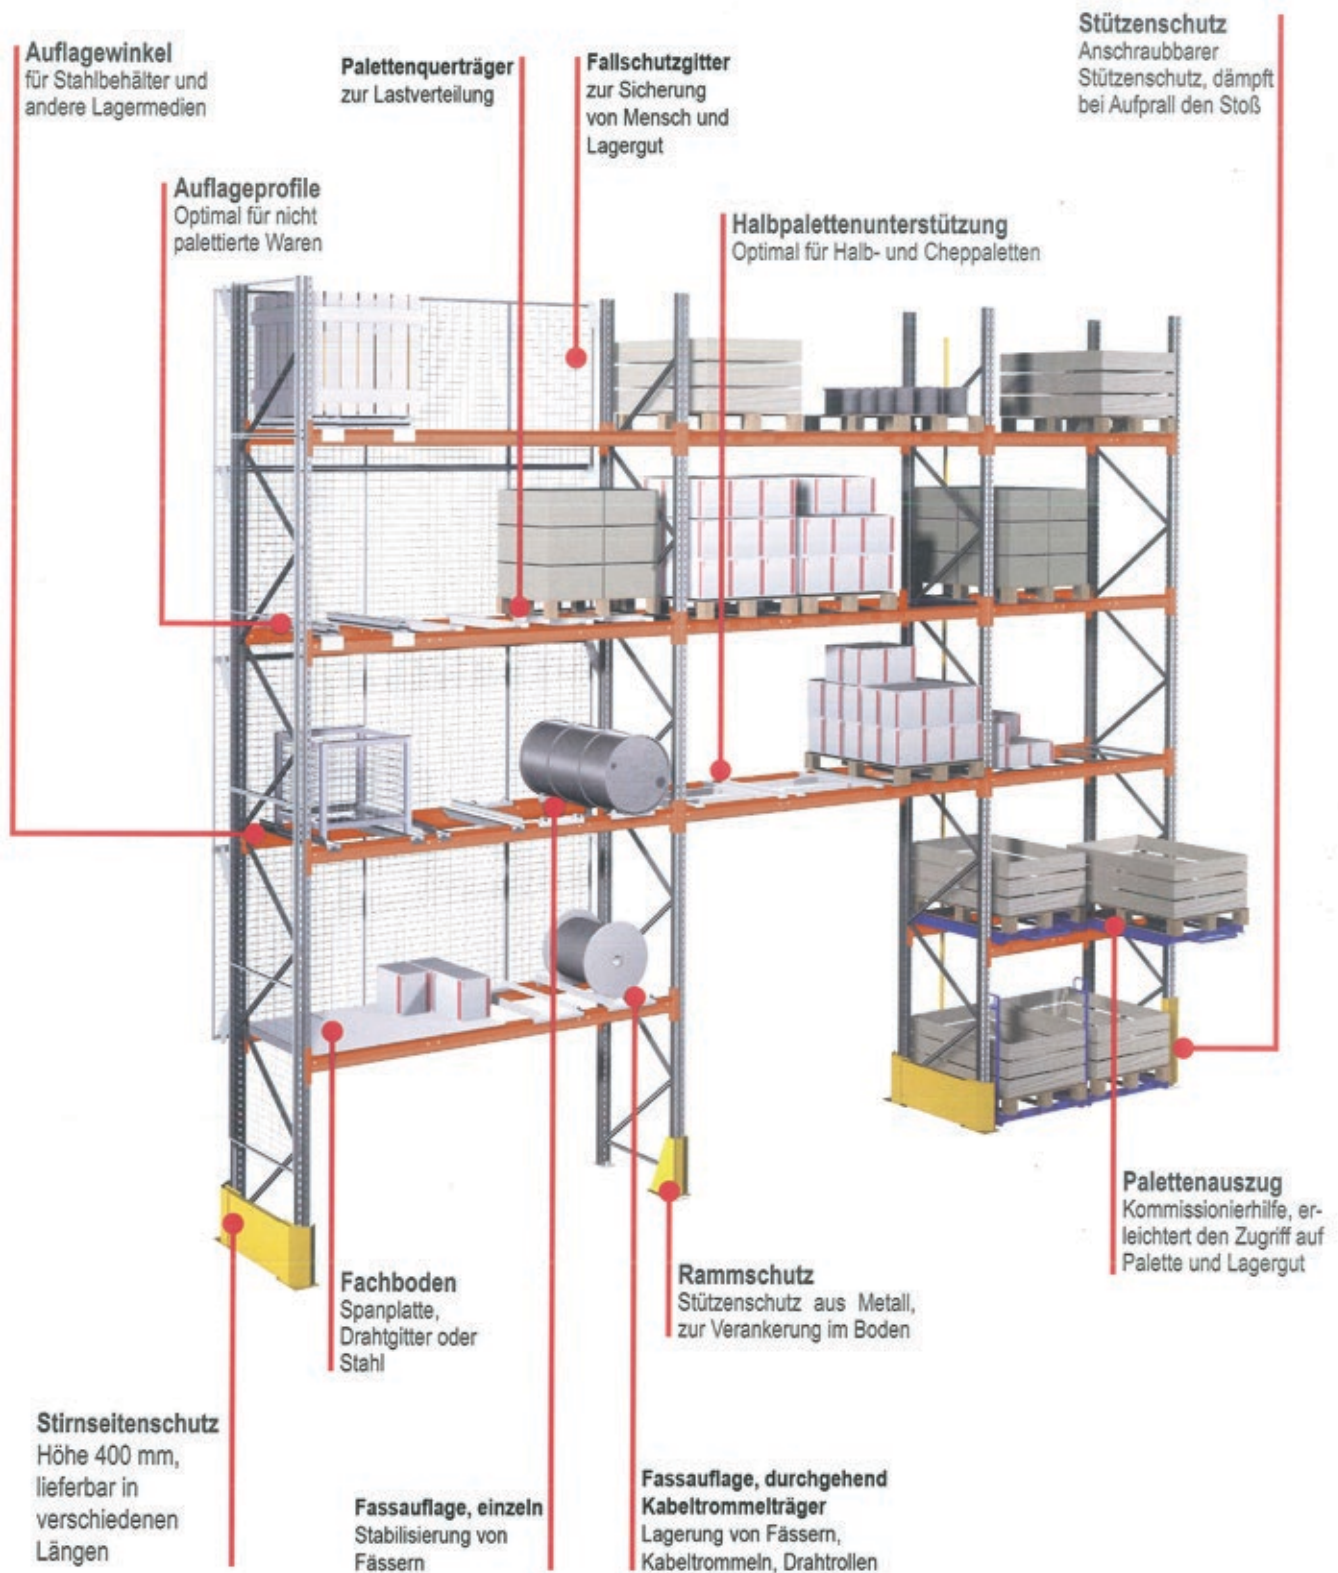 Auflagewinkel
für Stahlbehälter und
andere Lagermedien
Palettenquerträger
zur Lastverteilung
Fallschutzgitter
zur Sicherung
von Mensch und
Lagergut
Stützenschutz
Anschraubbarer
Stützenschutz, dämpft
bei Aufprall den Stoß
Auflageprofile
Optimal für nicht
palettierte Waren
Halbpalettenunterstützung
Optimal für Halb- und Cheppaletten
Palettenauszug
Kommissionierhilfe, er-
leichtert den Zugriff auf
Palette und Lagergut
Rammschutz
Stützenschutz aus Metall,
zur Verankerung im Boden
Fachboden
Spanplatte,
Drahtgitter oder
Stahl
Stirnseitenschutz
Höhe 400 mm,
lieferbar in
verschiedenen
Längen
Fassauflage, einzeln
Stabilisierung von
Fässern
Fassauflage, durchgehend
Kabeltrommelträger
Lagerung von Fässern,
Kabeltrommeln, Drahtrollen